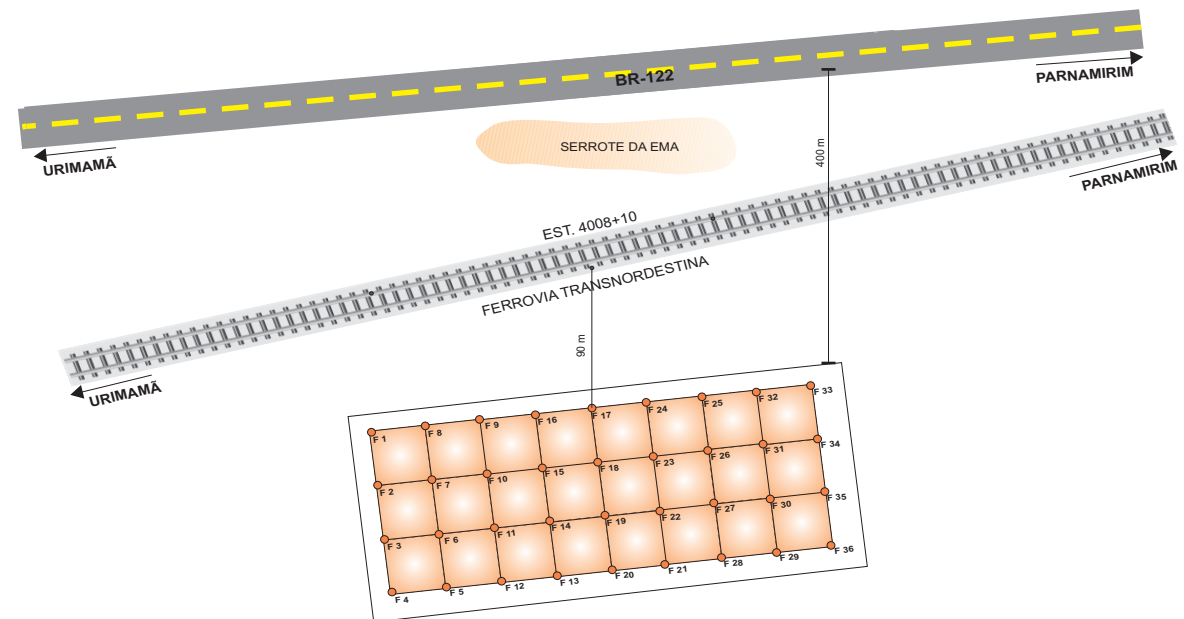 BR-122
PARNAMIRIM
URIMAMÃ
SERROTE DA EMA
400 m
PARNAMIRIM
EST. 4008+10
FERROVIA TRANSNORDESTINA
90 m
URIMAMÃ
F 1
F 8
F 9
F 16
F 17
F 24
F 25
F 32
F 33
F 2
F 7
F 10
F 15
F 18
F 23
F 26
F 31
F 34
F 3
F 6
F 11
F 14
F 19
F 22
F 27
F 30
F 35
F 4
F 5
F 12
F 13
F 20
F 21
F 28
F 29
F 36